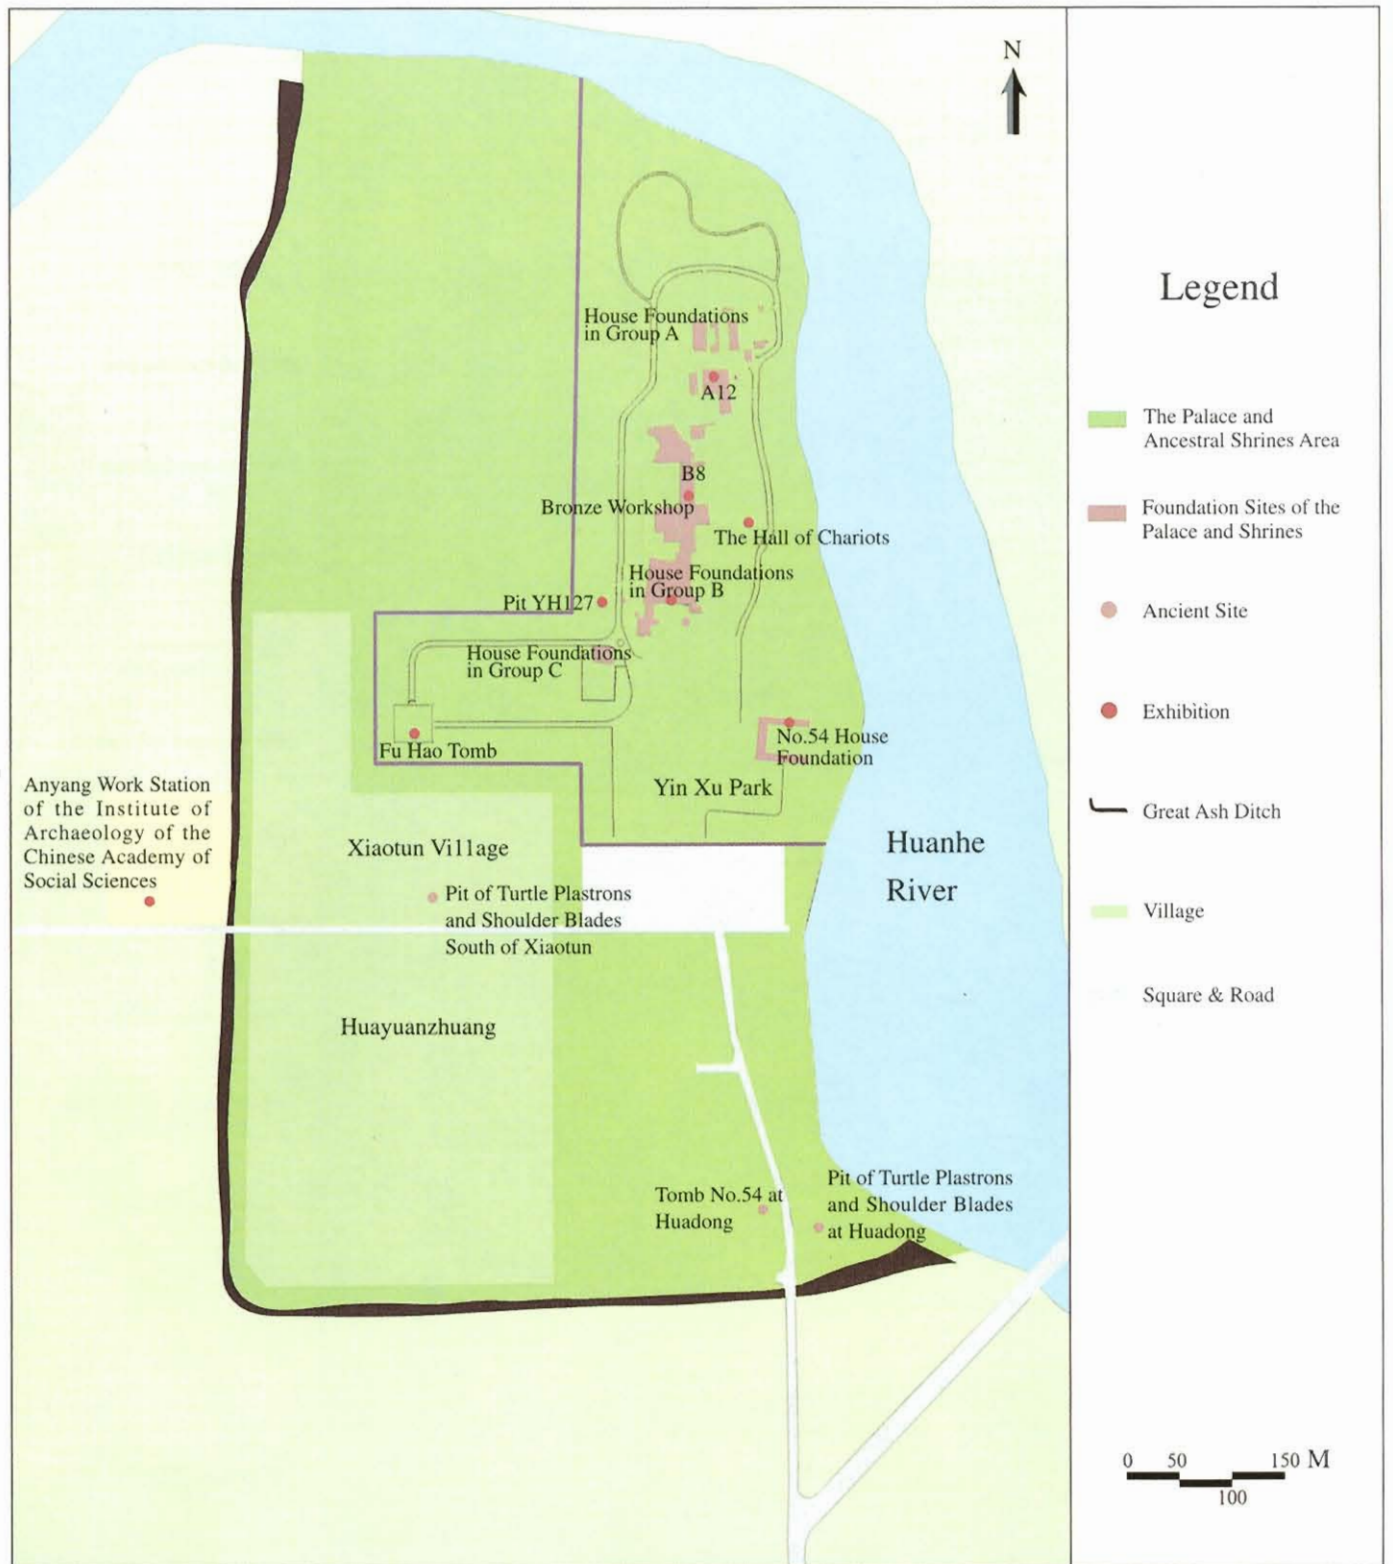 N
House Foundations
in Group A
A12
B8
Bronze Workshop
The Hall of Chariots
House Foundations
in Group B
Pit YH127
House Foundations
in Group C
Fu Hao Tomb
No.54 House
Foundation
Yin Xu Park
Anyang Work Station
of the Institute of
Archaeology of the
Chinese Academy of
Social Sciences
Xiaotun Village
Pit of Turtle Plastrons
and Shoulder Blades
South of Xiaotun
Huanhe
River
Huayuanzhuang
Tomb No.54 at
Huadong
Pit of Turtle Plastrons
and Shoulder Blades
at Huadong
Legend
The Palace and
Ancestral Shrines Area
Foundation Sites of the
Palace and Shrines
Ancient Site
Exhibition
Great Ash Ditch
Village
Square & Road
0 50 150 M
100